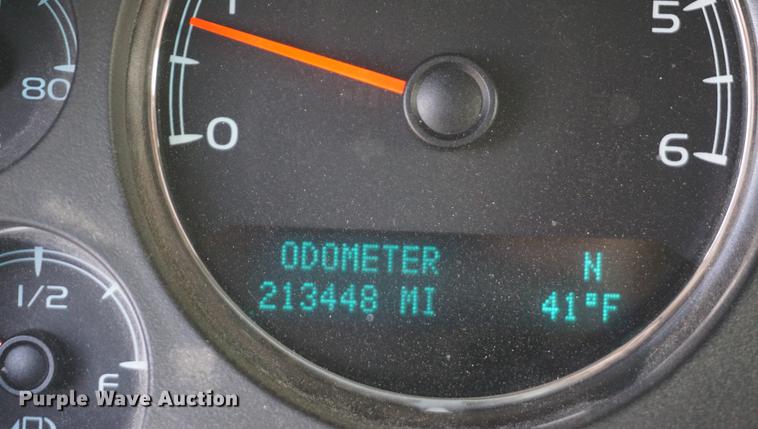 1
5
80
0
6
ODOMETER N
213448 MI 41°F
1/2
F
Purple Wave Auction